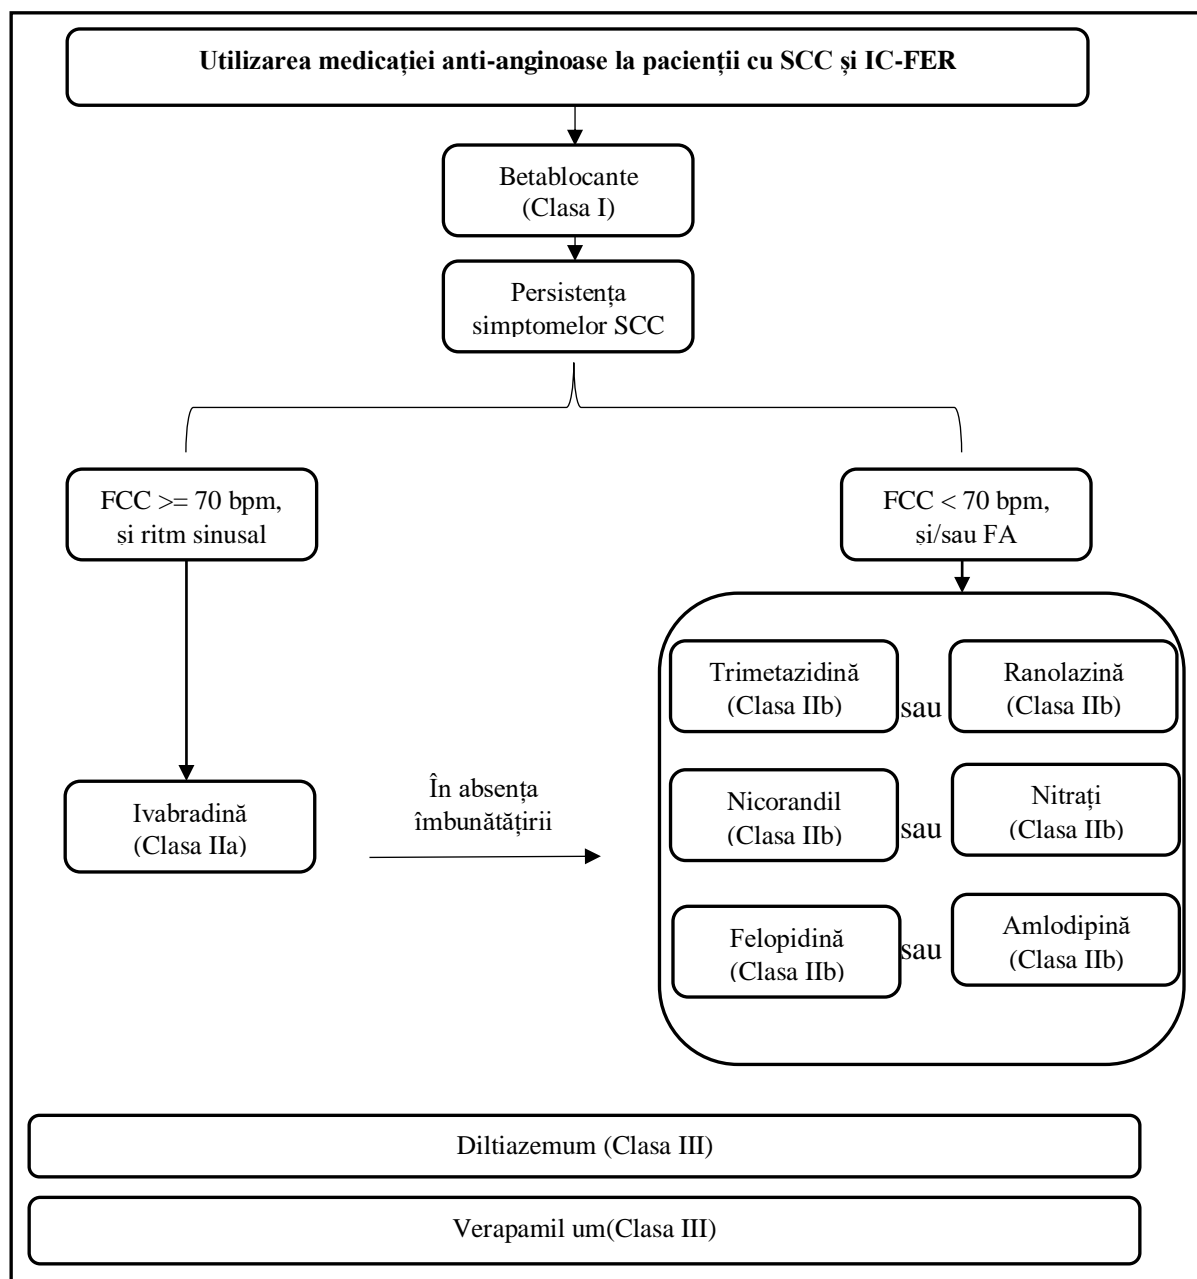 Utilizarea medicației anti-anginoase la pacienții cu SCC și IC-FER
Betablocante
(Clasa I)
Persistența
simptomelor SCC
FCC >= 70 bpm,
și ritm sinusal
FCC < 70 bpm,
și/sau FA
Trimetazidină
(Clasa IIb)
sau
Ranolazină
(Clasa IIb)
Ivabradină
(Clasa IIa)
În absența
îmbunătățirii
Nicorandil
(Clasa IIb)
sau
Nitrați
(Clasa IIb)
Felopidină
(Clasa IIb)
sau
Amlodipină
(Clasa IIb)
Diltiazemum (Clasa III)
Verapamil um(Clasa III)